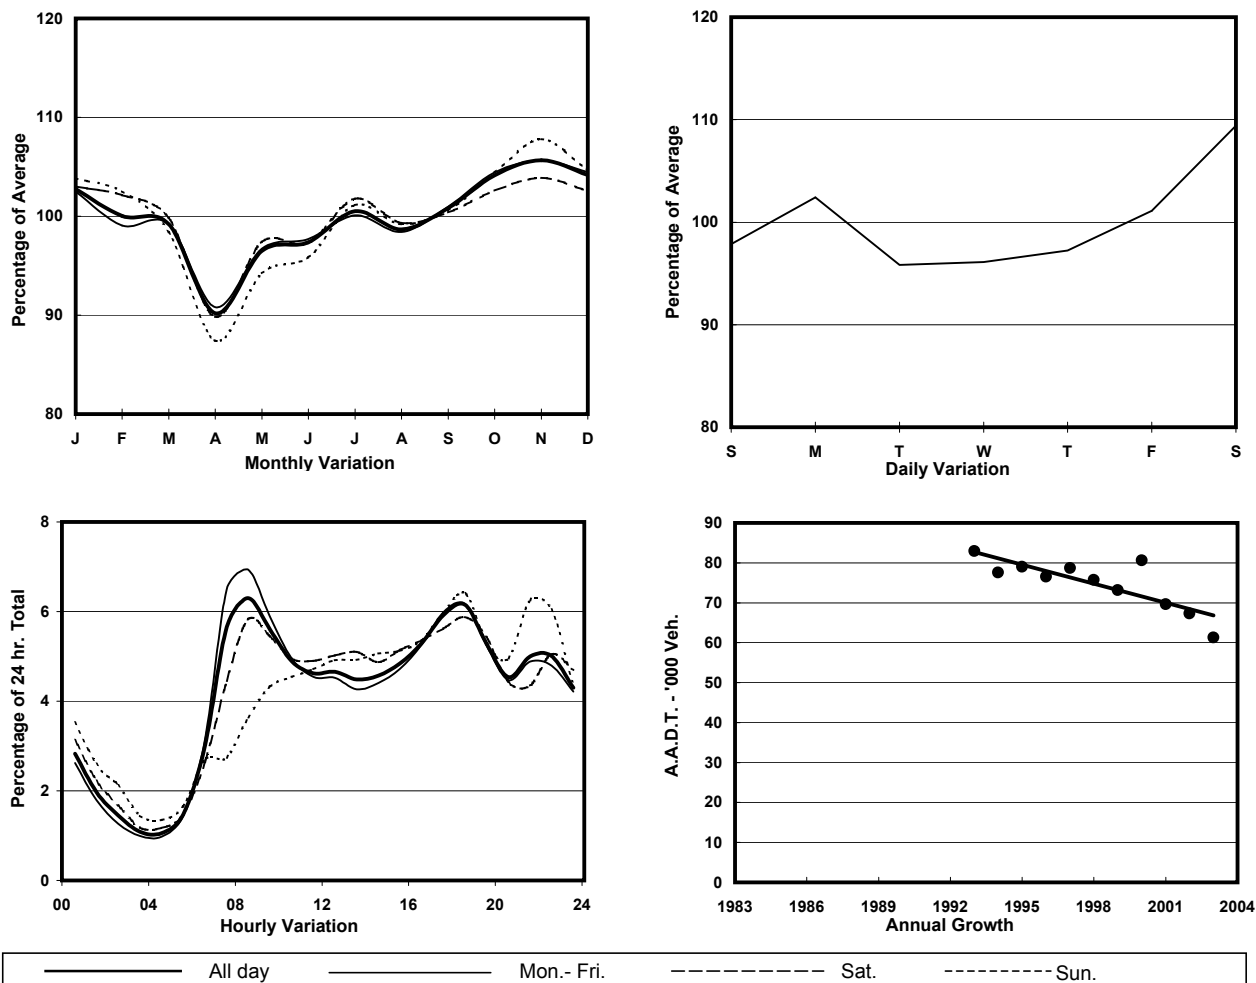 120
110
100
90
80
Percentage of Average
J F M A M J J A S O N D
Monthly Variation
120
110
100
90
80
Percentage of Average
S M T W T F S
Daily Variation
8
6
4
2
0
Percentage of 24 hr. Total
00 04 08 12 16 20 24
Hourly Variation
90
80
70
60
50
40
30
20
10
0
A.A.D.T. - '000 Veh.
1983 1986 1989 1992 1995 1998 2001 2004
Annual Growth
All day Mon.- Fri. Sat. Sun.